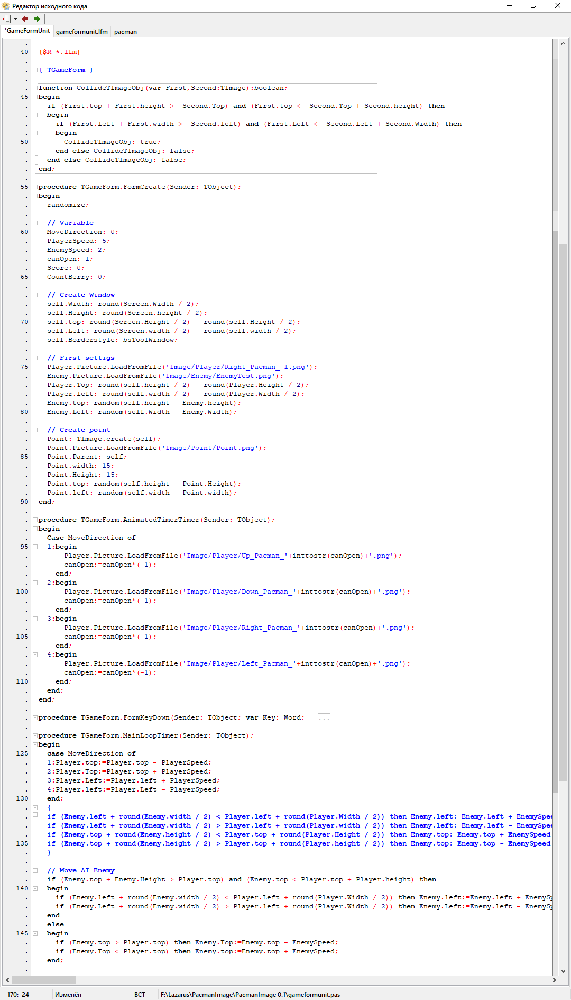 Редактор исходного кода
*GameFormUnit gameformunit.lfm pacman
40 {$R *.lfm}
{ TGameForm }
function CollideTImageObj(var First,Second:TImage):boolean;
45 begin
if (First.top + First.height >= Second.Top) and (First.top <= Second.Top + Second.height) then
begin
if (First.left + First.width >= Second.left) and (First.Left <= Second.left + Second.Width) then
begin
50 CollideTImageObj:=true;
end else CollideTImageObj:=false;
end else CollideTImageObj:=false;
end;
55 procedure TGameForm.FormCreate(Sender: TObject);
begin
randomize;
// Variable
60 MoveDirection:=0;
PlayerSpeed:=5;
EnemySpeed:=2;
canOpen:=1;
Score:=0;
65 CountBerry:=0;
// Create Window
self.Width:=round(Screen.Width / 2);
self.Height:=round(Screen.height / 2);
70 self.top:=round(Screen.Height / 2) - round(self.Height / 2);
self.Left:=round(Screen.width / 2) - round(self.width / 2);
self.Borderstyle:=bsToolWindow;
// First settigs
75 Player.Picture.LoadFromFile('Image/Player/Right_Pacman_-1.png');
Enemy.Picture.LoadFromFile('Image/Enemy/EnemyTest.png');
Player.Top:=round(self.height / 2) - round(Player.Height / 2);
Player.left:=round(self.width / 2) - round(Player.Width / 2);
Enemy.top:=random(self.height - Enemy.height);
80 Enemy.Left:=random(self.Width - Enemy.Width);
// Create point
Point:=TImage.create(self);
Point.Picture.LoadFromFile('Image/Point/Point.png');
85 Point.Parent:=self;
Point.width:=15;
Point.Height:=15;
Point.top:=random(self.height - Point.Height);
Point.left:=random(self.width - Point.width);
90 end;
procedure TGameForm.AnimatedTimerTimer(Sender: TObject);
begin
Case MoveDirection of
95 1:begin
Player.Picture.LoadFromFile('Image/Player/Up_Pacman_'+inttostr(canOpen)+'.png');
canOpen:=canOpen*(-1);
end;
2:begin
100 Player.Picture.LoadFromFile('Image/Player/Down_Pacman_'+inttostr(canOpen)+'.png');
canOpen:=canOpen*(-1);
end;
3:begin
Player.Picture.LoadFromFile('Image/Player/Right_Pacman_'+inttostr(canOpen)+'.png');
105 canOpen:=canOpen*(-1);
end;
4:begin
Player.Picture.LoadFromFile('Image/Player/Left_Pacman_'+inttostr(canOpen)+'.png');
canOpen:=canOpen*(-1);
110 end;
end;
end;
procedure TGameForm.FormKeyDown(Sender: TObject; var Key: Word; ...
procedure TGameForm.MainLoopTimer(Sender: TObject);
begin
125 case MoveDirection of
1:Player.top:=Player.top - PlayerSpeed;
2:Player.Top:=Player.top + PlayerSpeed;
3:Player.Left:=Player.left + PlayerSpeed;
4:Player.left:=Player.Left - PlayerSpeed;
130 end;
{
if (Enemy.left + round(Enemy.width / 2) < Player.left + round(Player.Width / 2)) then Enemy.left:=Enemy.Left + EnemySpee
if (Enemy.left + round(Enemy.width / 2) > Player.left + round(Player.Width / 2)) then Enemy.left:=Enemy.left - EnemySpee
if (Enemy.top + round(Enemy.height / 2) < Player.top + round(Player.Height / 2)) then Enemy.top:=Enemy.top + EnemySpeed
135 if (Enemy.top + round(Enemy.height / 2) > Player.top + round(Player.height / 2)) then Enemy.top:=Enemy.top - EnemySpeed
}
// Move AI Enemy
if (Enemy.top + Enemy.Height > Player.top) and (Enemy.top < Player.top + Player.height) then
140 begin
if (Enemy.left + round(Enemy.width / 2) < Player.Left + round(Player.Width / 2)) then Enemy.left:=Enemy.left + EnemySp
if (Enemy.Left + round(Enemy.width / 2) > Player.left + round(Player.Width / 2)) then Enemy.Left:=Enemy.left - EnemySp
end
else
145 begin
if (Enemy.top > Player.top) then Enemy.Top:=Enemy.top - EnemySpeed;
if (Enemy.Top < Player.top) then Enemy.top:=Enemy.top + EnemySpeed;
end;
170: 24 Изменён ВСТ F:\Lazarus\PacmanImage\PacmanImage 0.1\gameformunit.pas